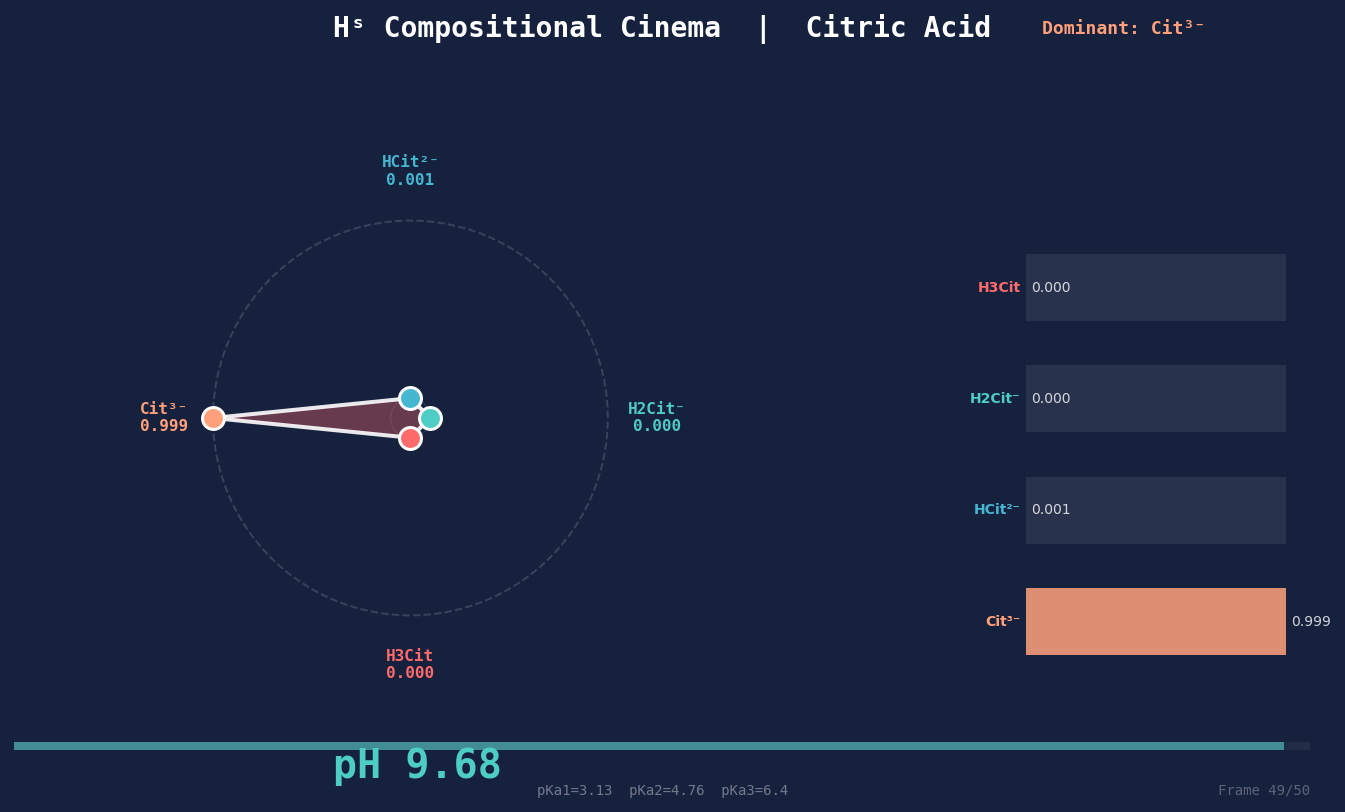 Hˢ Compositional Cinema | Citric Acid
Dominant: Cit³⁻
HCit²⁻
0.001
Cit³⁻
0.999
H2Cit⁻
0.000
H3Cit
0.000
H3Cit 0.000
H2Cit⁻ 0.000
HCit²⁻ 0.001
Cit³⁻ 0.999
pH 9.68
pKa1=3.13 pKa2=4.76 pKa3=6.4
Frame 49/50